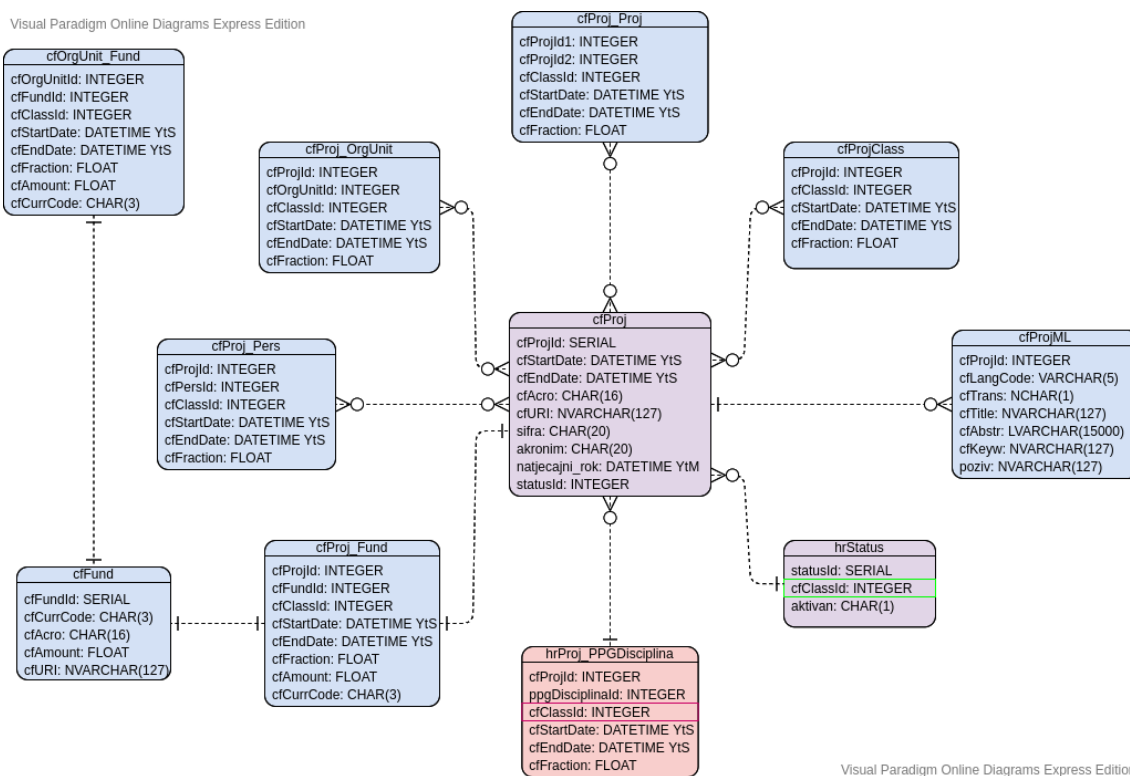 Visual Paradigm Online Diagrams Express Edition
cfOrgUnit_Fund
cfOrgUnitId: INTEGER
cfFundId: INTEGER
cfClassId: INTEGER
cfStartDate: DATETIME YtS
cfEndDate: DATETIME YtS
cfFraction: FLOAT
cfAmount: FLOAT
cfCurrCode: CHAR(3)
cfProj_Proj
cfProjId1: INTEGER
cfProjId2: INTEGER
cfClassId: INTEGER
cfStartDate: DATETIME YtS
cfEndDate: DATETIME YtS
cfFraction: FLOAT
cfProj_OrgUnit
cfProjId: INTEGER
cfOrgUnitId: INTEGER
cfClassId: INTEGER
cfStartDate: DATETIME YtS
cfEndDate: DATETIME YtS
cfFraction: FLOAT
cfProjClass
cfProjId: INTEGER
cfClassId: INTEGER
cfStartDate: DATETIME YtS
cfEndDate: DATETIME YtS
cfFraction: FLOAT
cfProj_Pers
cfProjId: INTEGER
cfPersId: INTEGER
cfClassId: INTEGER
cfStartDate: DATETIME YtS
cfEndDate: DATETIME YtS
cfFraction: FLOAT
cfProj
cfProjId: SERIAL
cfStartDate: DATETIME YtS
cfEndDate: DATETIME YtS
cfAcro: CHAR(16)
cfURI: NVARCHAR(127)
sifra: CHAR(20)
akronim: CHAR(20)
natjecajni_rok: DATETIME YtM
statusId: INTEGER
cfProjML
cfProjId: INTEGER
cfLangCode: VARCHAR(5)
cfTrans: NCHAR(1)
cfTitle: NVARCHAR(127)
cfAbstr: LVARCHAR(15000)
cfKeyw: NVARCHAR(127)
poziv: NVARCHAR(127)
cfFund
cfFundId: SERIAL
cfCurrCode: CHAR(3)
cfAcro: CHAR(16)
cfAmount: FLOAT
cfURI: NVARCHAR(127)
cfProj_Fund
cfProjId: INTEGER
cfFundId: INTEGER
cfClassId: INTEGER
cfStartDate: DATETIME YtS
cfEndDate: DATETIME YtS
cfFraction: FLOAT
cfAmount: FLOAT
cfCurrCode: CHAR(3)
hrStatus
statusId: SERIAL
cfClassId: INTEGER
aktivan: CHAR(1)
hrProj_PPGDisciplina
cfProjId: INTEGER
ppgDisciplinaId: INTEGER
cfClassId: INTEGER
cfStartDate: DATETIME YtS
cfEndDate: DATETIME YtS
cfFraction: FLOAT
Visual Paradigm Online Diagrams Express Edition